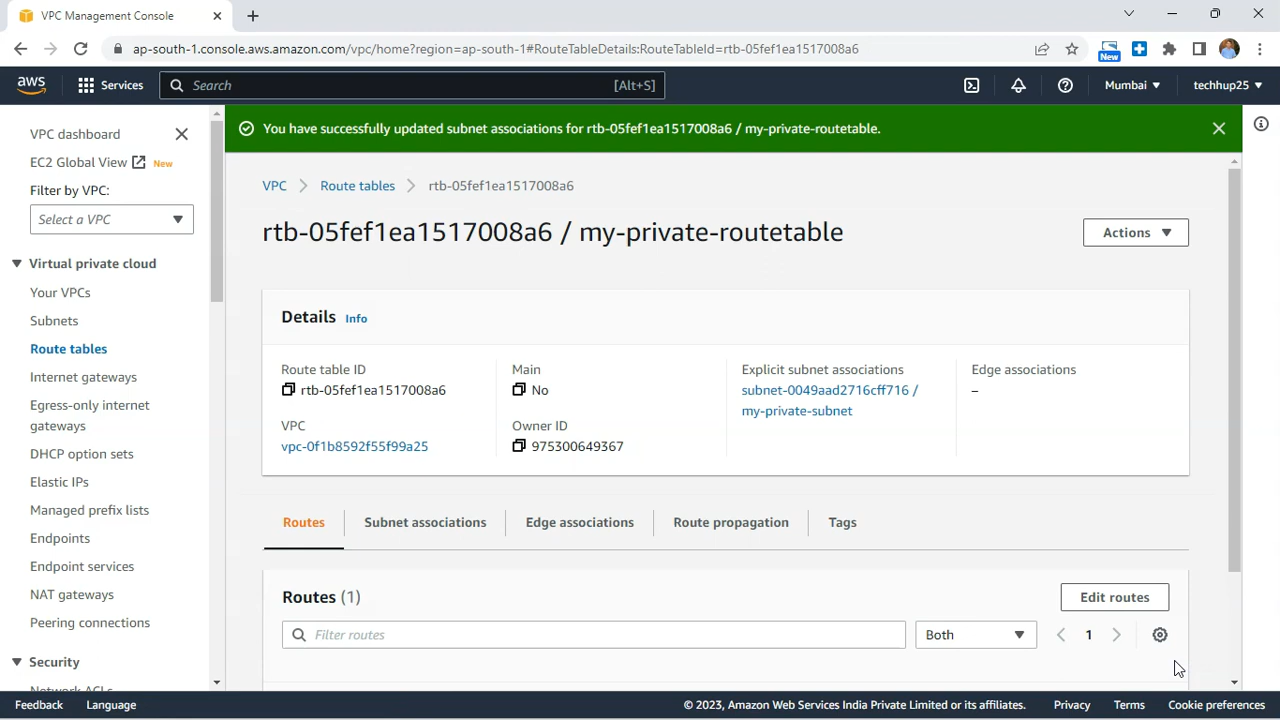 VPC Management Console
ap-south-1.console.aws.amazon.com/vpc/home?region=ap-south-1#RouteTableDetails:RouteTableId=rtb-05fef1ea1517008a6
New
aws
Services
Search
[Alt+S]
Mumbai
techhup25
VPC dashboard
EC2 Global View
New
Filter by VPC:
Select a VPC
Virtual private cloud
Your VPCs
Subnets
Route tables
Internet gateways
Egress-only internet
gateways
DHCP option sets
Elastic IPs
Managed prefix lists
Endpoints
Endpoint services
NAT gateways
Peering connections
Security
Network ACLs
You have successfully updated subnet associations for rtb-05fef1ea1517008a6 / my-private-routetable.
VPC
Route tables
rtb-05fef1ea1517008a6
rtb-05fef1ea1517008a6 / my-private-routetable
Actions
Details Info
Route table ID
rtb-05fef1ea1517008a6
Main
No
Explicit subnet associations
subnet-0049aad2716cff716 /
my-private-subnet
Edge associations
–
VPC
vpc-0f1b8592f55f99a25
Owner ID
975300649367
Routes
Subnet associations
Edge associations
Route propagation
Tags
Routes (1)
Edit routes
Filter routes
Both
1
Feedback
Language
© 2023, Amazon Web Services India Private Limited or its affiliates.
Privacy
Terms
Cookie preferences